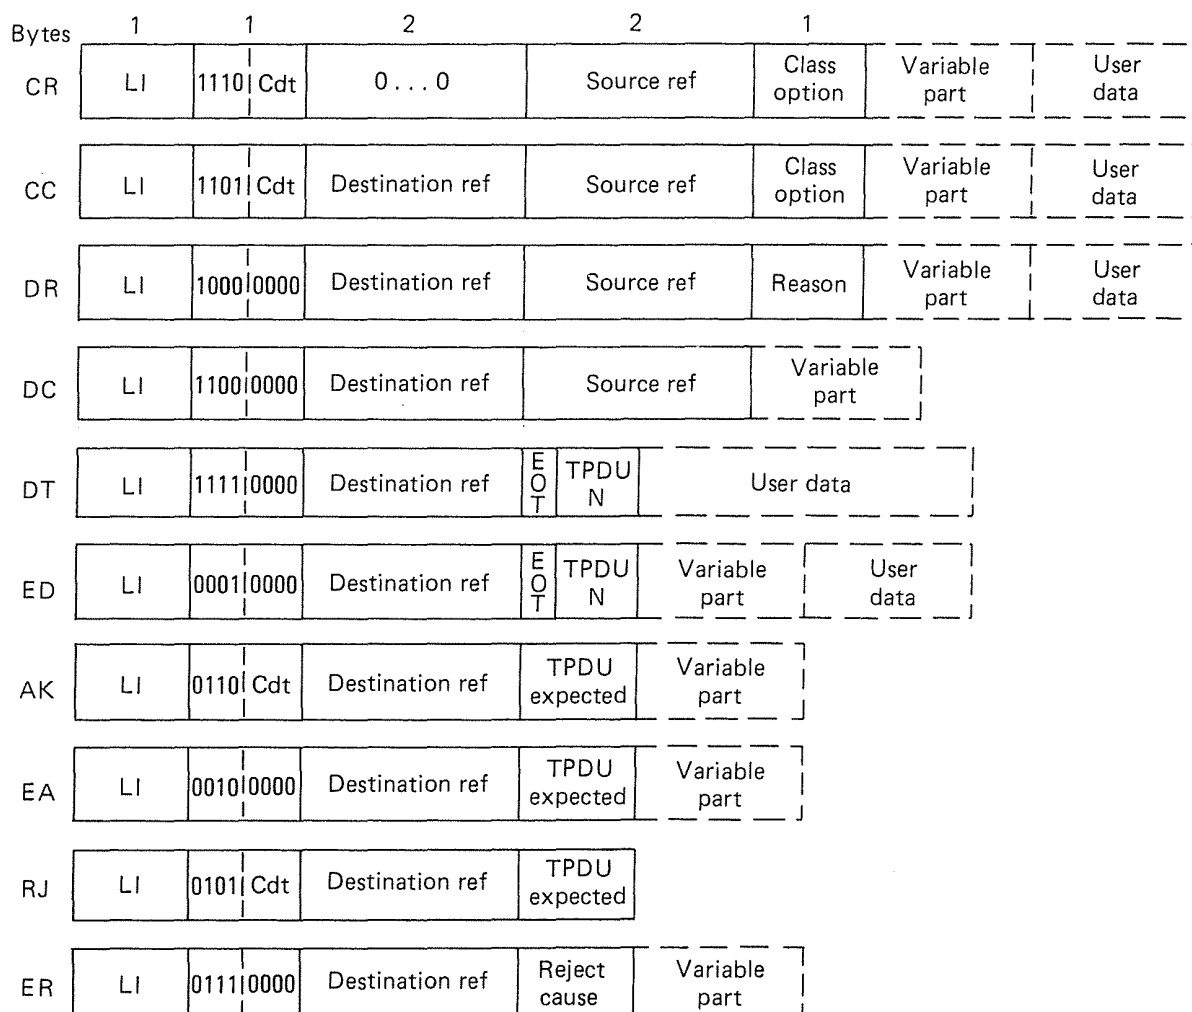 Bytes 1 1 2 2 1
CR LI 1110 Cdt 0...0 Source ref Class option Variable part User data
CC LI 1101 Cdt Destination ref Source ref Class option Variable part User data
DR LI 1000 0000 Destination ref Source ref Reason Variable part User data
DC LI 1100 0000 Destination ref Source ref Variable part
DT LI 1111 0000 Destination ref EOT TPDU N User data
ED LI 0001 0000 Destination ref EOT TPDU N Variable part User data
AK LI 0110 Cdt Destination ref TPDU expected Variable part
EA LI 0010 0000 Destination ref TPDU expected Variable part
RJ LI 0101 Cdt Destination ref TPDU expected
ER LI 0111 0000 Destination ref Reject cause Variable part